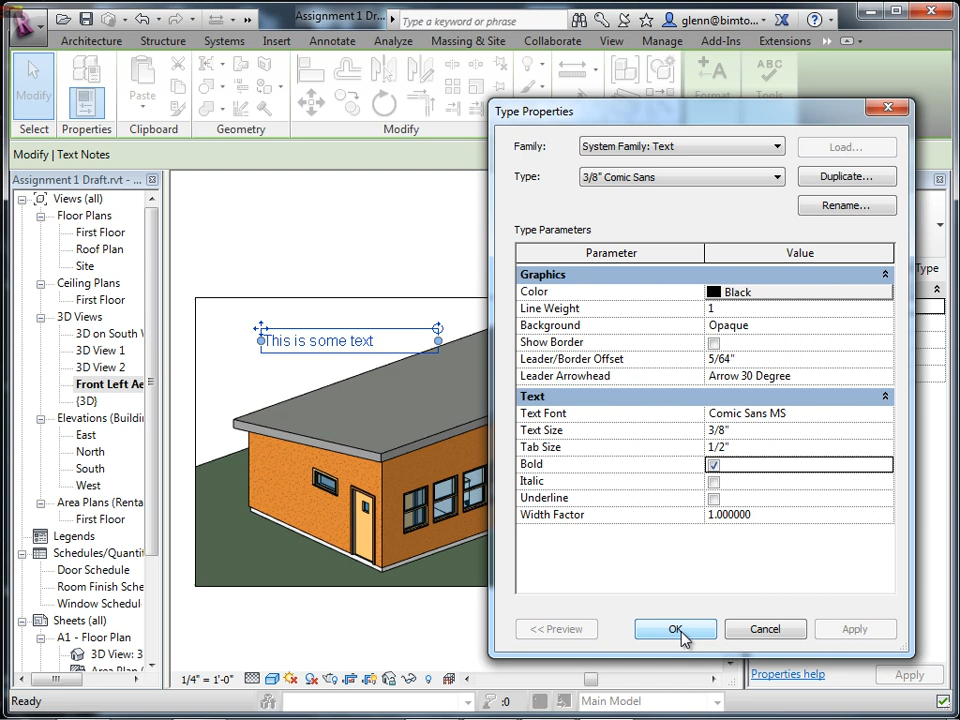 Assignment 1 Dr...
Type a keyword or phrase
glenn@bimto...
Architecture Structure Systems Insert Annotate Analyze Massing & Site Collaborate View Manage Add-Ins Extensions
Modify
Paste
A
ABC
Format
Tools
Select Properties Clipboard Geometry Modify
Modify | Text Notes
Assignment 1 Draft.rvt - ...
Views (all)
Floor Plans
First Floor
Roof Plan
Site
Ceiling Plans
First Floor
3D Views
3D on South
3D View 1
3D View 2
Front Left Ae
{3D}
Elevations (Buildin
East
North
South
West
Area Plans (Renta
First Floor
Legends
Schedules/Quantit
Door Schedule
Room Finish Sche
Window Schedul
Sheets (all)
A1 - Floor Plan
3D View: 3
Area Plan
This is some text
Type Properties
Family: System Family: Text Load...
Type: 3/8" Comic Sans Duplicate...
Rename...
Type Parameters
Parameter Value
Graphics
Color Black
Line Weight 1
Background Opaque
Show Border
Leader/Border Offset 5/64"
Leader Arrowhead Arrow 30 Degree
Text
Text Font Comic Sans MS
Text Size 3/8"
Tab Size 1/2"
Bold
Italic
Underline
Width Factor 1.000000
<< Preview OK Cancel Apply
Type
Properties help Apply
1/4" = 1'-0"
Ready
:0
Main Model